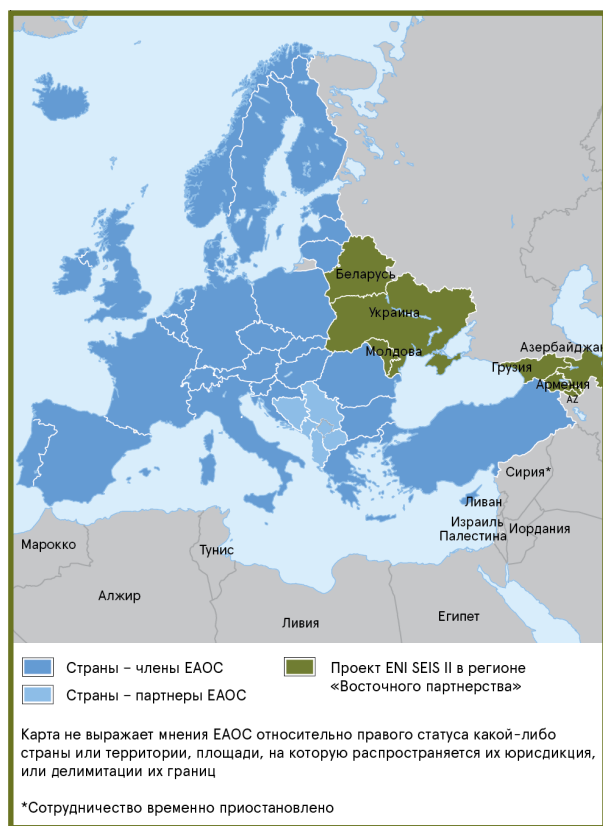 Беларусь
Украина
Молдова
Азербайджан
Грузия
Армения
AZ
Сирия*
Ливан
Израиль
Палестина
Иордания
Марокко
Тунис
Алжир
Ливия
Египет
Страны – члены ЕАОС
Страны – партнеры ЕАОС
Проект ENI SEIS II в регионе
«Восточного партнерства»
Карта не выражает мнения ЕАОС относительно правого статуса какой-либо
страны или территории, площади, на которую распространяется их юрисдикция,
или делимитации их границ
*Сотрудничество временно приостановлено